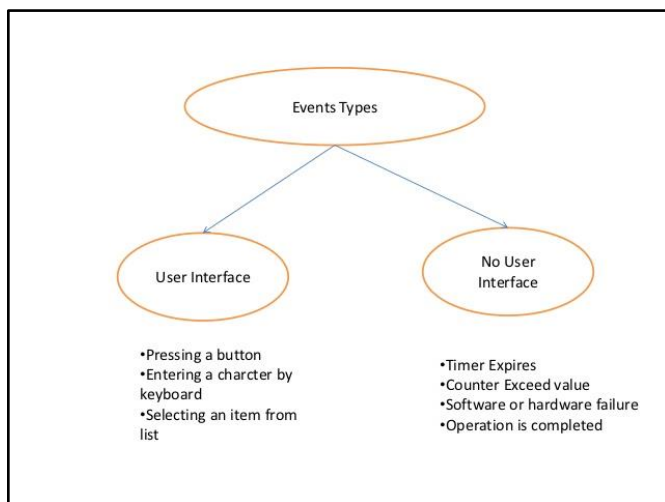 Events Types
User Interface
No User
Interface
•Pressing a button
•Entering a charcter by
keyboard
•Selecting an item from
list
•Timer Expires
•Counter Exceed value
•Software or hardware failure
•Operation is completed